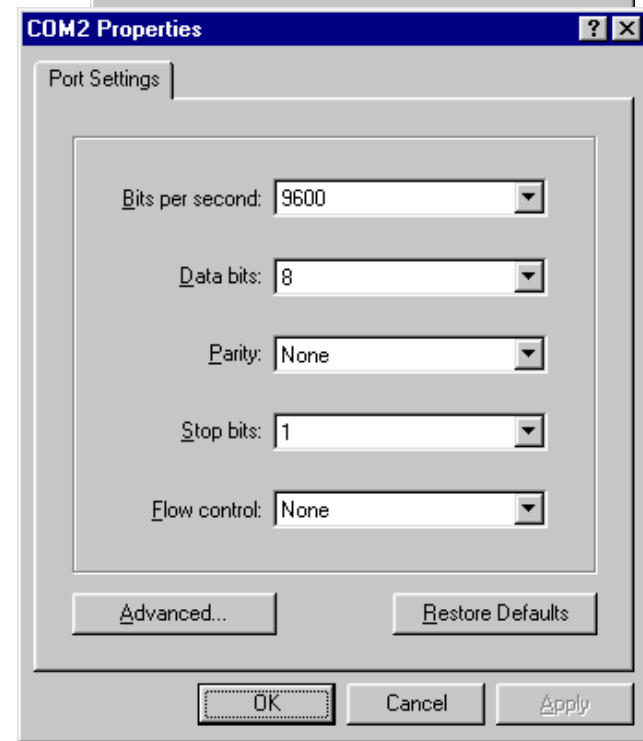 COM2 Properties
Port Settings
Bits per second: 9600
Data bits: 8
Parity: None
Stop bits: 1
Flow control: None
Advanced... Restore Defaults
OK Cancel Apply